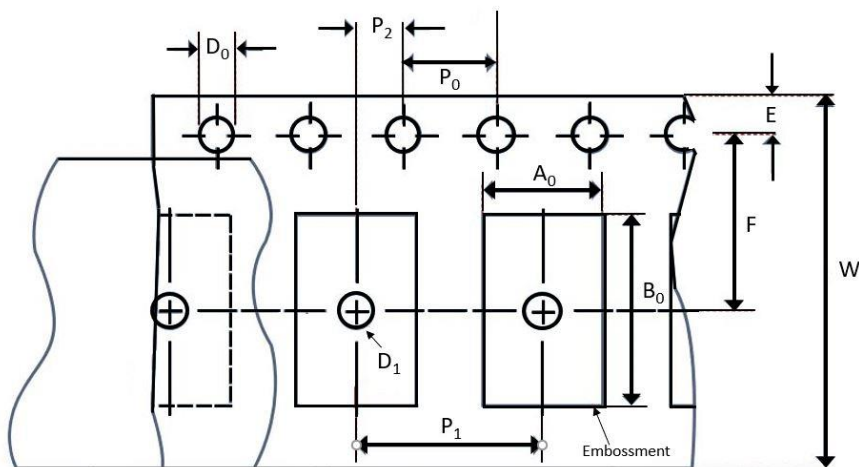 P₂
D₀
P₀
E
A₀
F
W
B₀
D₁
P₁
Embossment